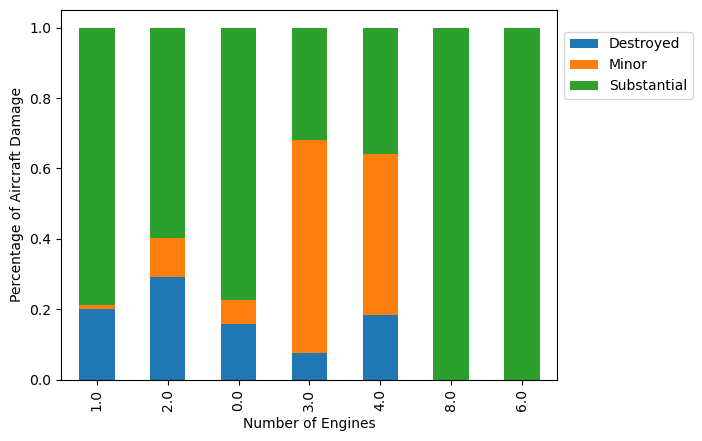 Percentage of Aircraft Damage
1.0
0.8
0.6
0.4
0.2
0.0
1.0
2.0
0.0
3.0
4.0
8.0
6.0
Number of Engines
Destroyed
Minor
Substantial